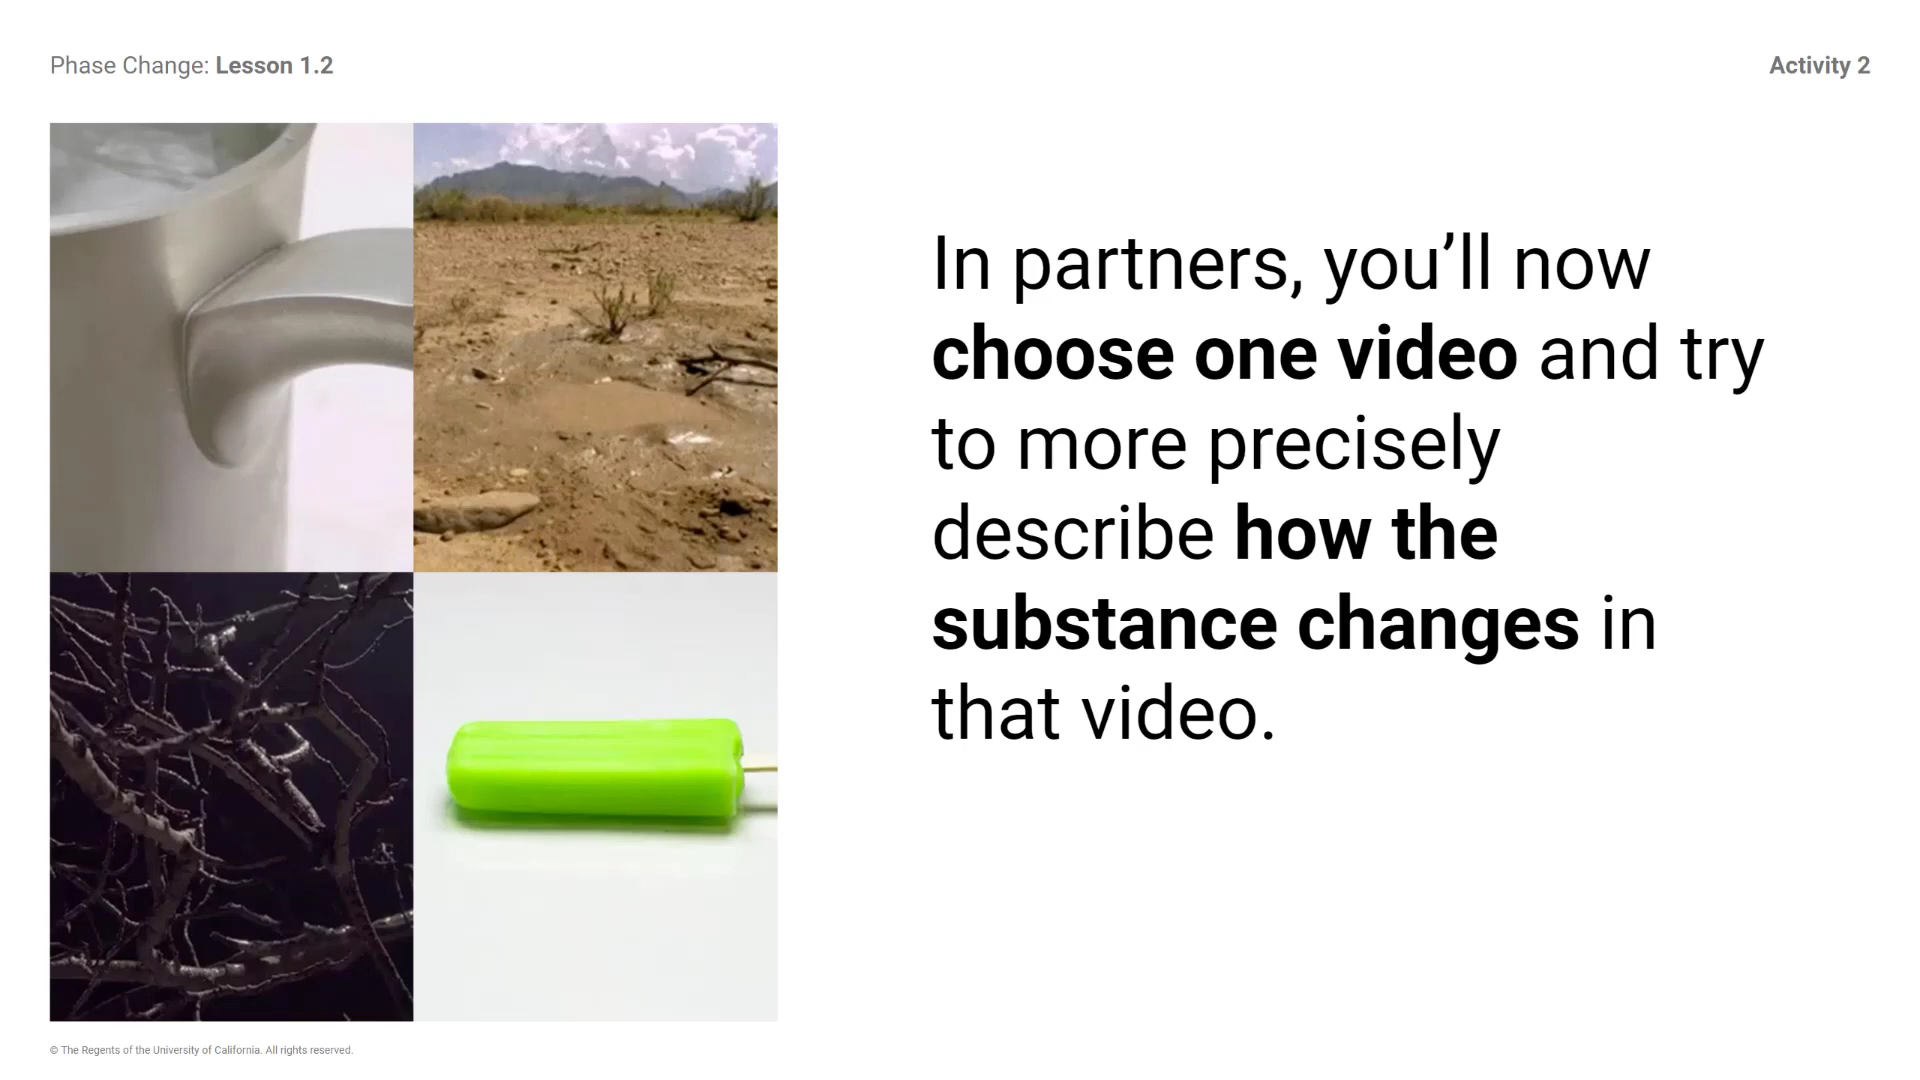 Phase Change: Lesson 1.2
Activity 2
In partners, you’ll now
choose one video and try
to more precisely
describe how the
substance changes in
that video.
© The Regents of the University of California. All rights reserved.